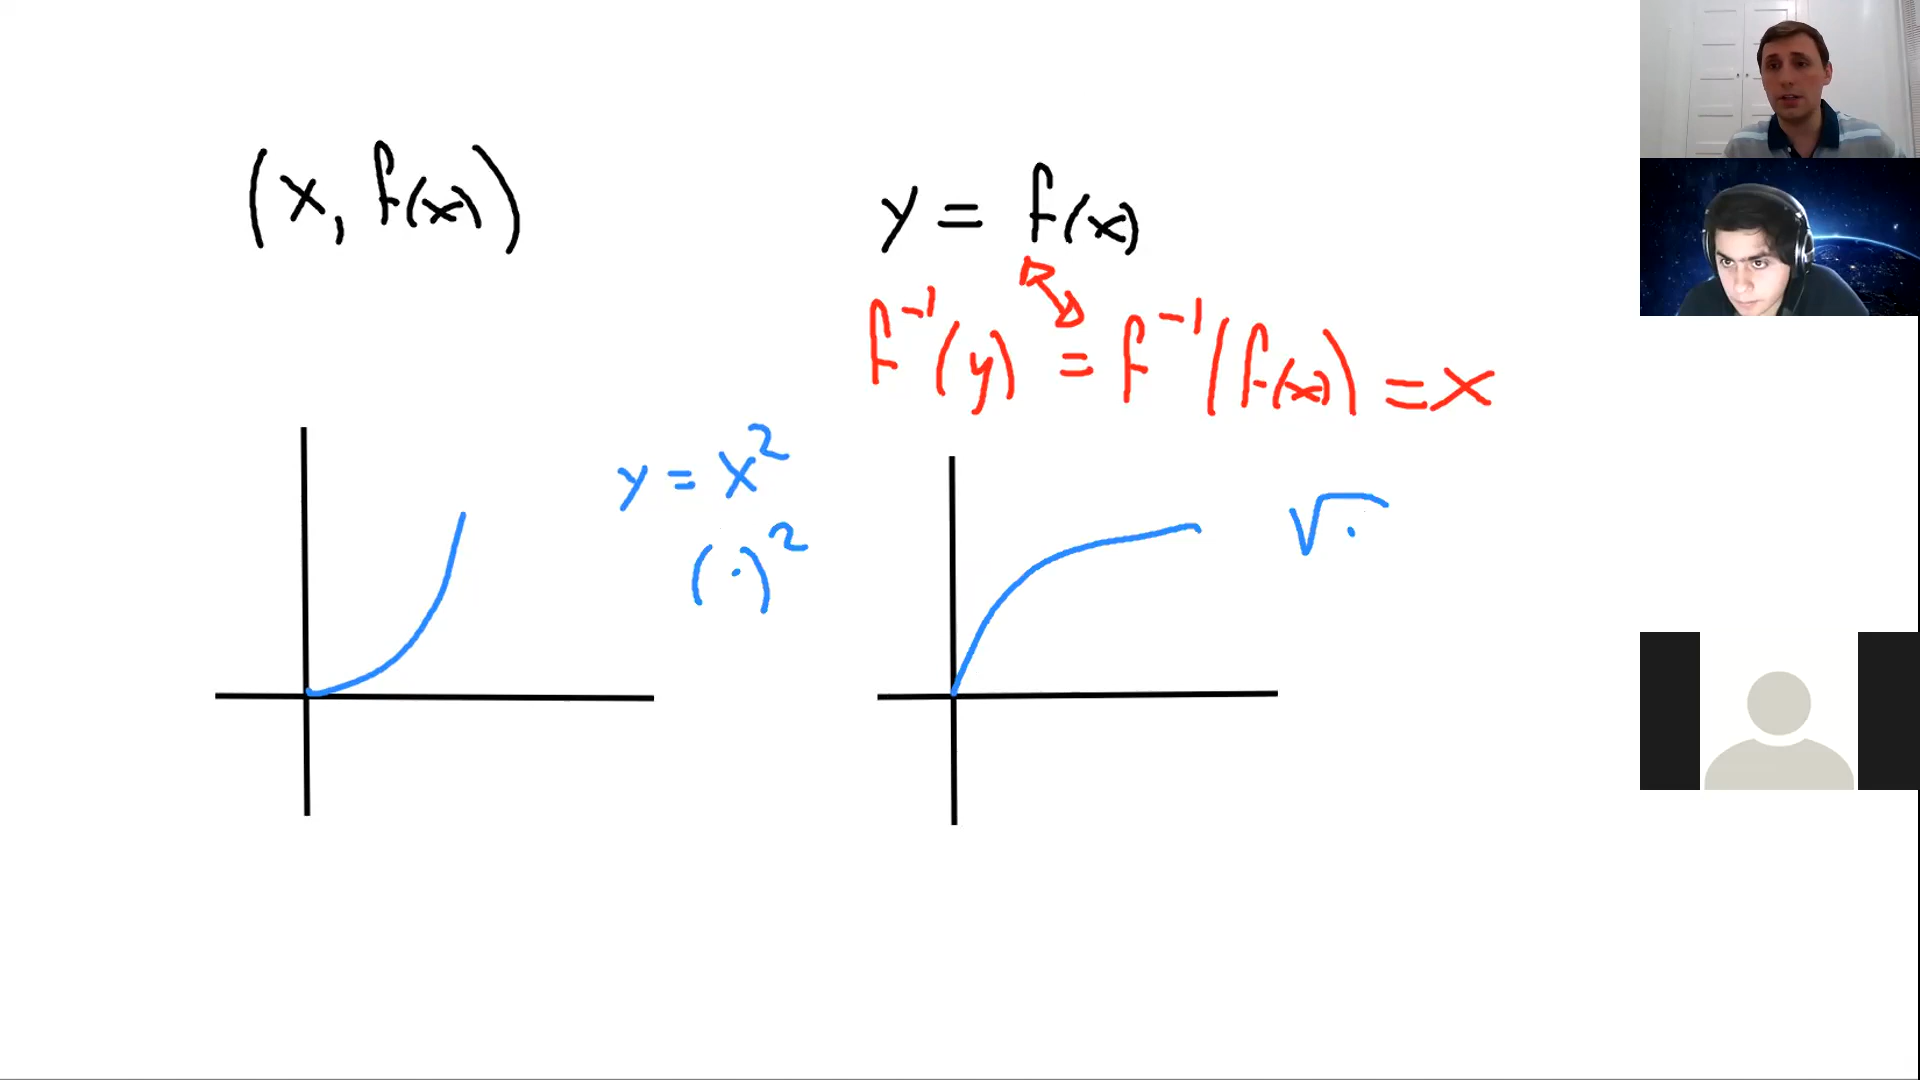 (x, f(x))
y = f(x)
f⁻¹(y) = f⁻¹(f(x)) = x
y = x²
(·)²
√·